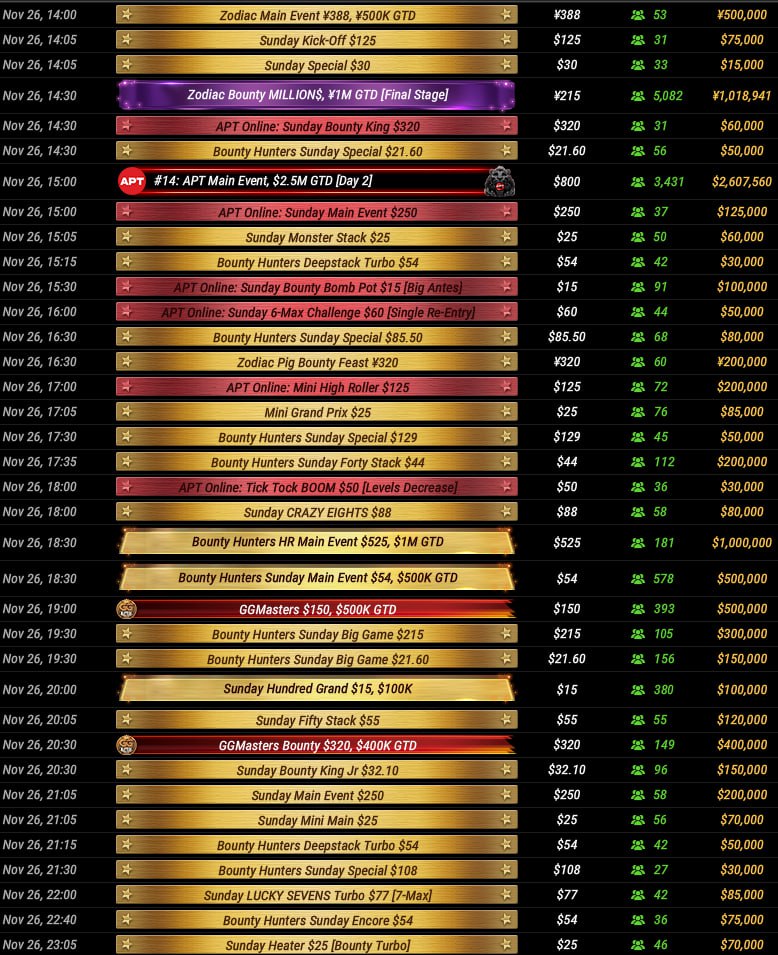 Nov 26, 14:00 Zodiac Main Event ¥388, ¥500K GTD ¥388 53 ¥500,000
Nov 26, 14:05 Sunday Kick-Off $125 $125 31 $75,000
Nov 26, 14:05 Sunday Special $30 $30 33 $15,000
Nov 26, 14:30 Zodiac Bounty MILLION$, ¥1M GTD [Final Stage] ¥215 5,082 ¥1,018,941
Nov 26, 14:30 APT Online: Sunday Bounty King $320 $320 31 $60,000
Nov 26, 14:30 Bounty Hunters Sunday Special $21.60 $21.60 56 $50,000
Nov 26, 15:00 APT #14: APT Main Event, $2.5M GTD [Day 2] $800 3,431 $2,607,560
Nov 26, 15:00 APT Online: Sunday Main Event $250 $250 37 $125,000
Nov 26, 15:05 Sunday Monster Stack $25 $25 50 $60,000
Nov 26, 15:15 Bounty Hunters Deepstack Turbo $54 $54 42 $30,000
Nov 26, 15:30 APT Online: Sunday Bounty Bomb Pot $15 [Big Antes] $15 91 $100,000
Nov 26, 16:00 APT Online: Sunday 6-Max Challenge $60 [Single Re-Entry] $60 44 $50,000
Nov 26, 16:30 Bounty Hunters Sunday Special $85.50 $85.50 68 $80,000
Nov 26, 16:30 Zodiac Pig Bounty Feast ¥320 ¥320 60 ¥200,000
Nov 26, 17:00 APT Online: Mini High Roller $125 $125 72 $200,000
Nov 26, 17:05 Mini Grand Prix $25 $25 76 $85,000
Nov 26, 17:30 Bounty Hunters Sunday Special $129 $129 45 $50,000
Nov 26, 17:35 Bounty Hunters Sunday Forty Stack $44 $44 112 $200,000
Nov 26, 18:00 APT Online: Tick Tock BOOM $50 [Levels Decrease] $50 36 $30,000
Nov 26, 18:00 Sunday CRAZY EIGHTS $88 $88 58 $80,000
Nov 26, 18:30 Bounty Hunters HR Main Event $525, $1M GTD $525 181 $1,000,000
Nov 26, 18:30 Bounty Hunters Sunday Main Event $54, $500K GTD $54 578 $500,000
Nov 26, 19:00 GGMasters $150, $500K GTD $150 393 $500,000
Nov 26, 19:30 Bounty Hunters Sunday Big Game $215 $215 105 $300,000
Nov 26, 19:30 Bounty Hunters Sunday Big Game $21.60 $21.60 156 $150,000
Nov 26, 20:00 Sunday Hundred Grand $15, $100K $15 380 $100,000
Nov 26, 20:05 Sunday Fifty Stack $55 $55 55 $120,000
Nov 26, 20:30 GGMasters Bounty $320, $400K GTD $320 149 $400,000
Nov 26, 20:30 Sunday Bounty King Jr $32.10 $32.10 96 $150,000
Nov 26, 21:05 Sunday Main Event $250 $250 58 $200,000
Nov 26, 21:05 Sunday Mini Main $25 $25 56 $70,000
Nov 26, 21:15 Bounty Hunters Deepstack Turbo $54 $54 42 $50,000
Nov 26, 21:30 Bounty Hunters Sunday Special $108 $108 27 $30,000
Nov 26, 22:00 Sunday LUCKY SEVENS Turbo $77 [7-Max] $77 42 $85,000
Nov 26, 22:40 Bounty Hunters Sunday Encore $54 $54 36 $75,000
Nov 26, 23:05 Sunday Heater $25 [Bounty Turbo] $25 46 $70,000